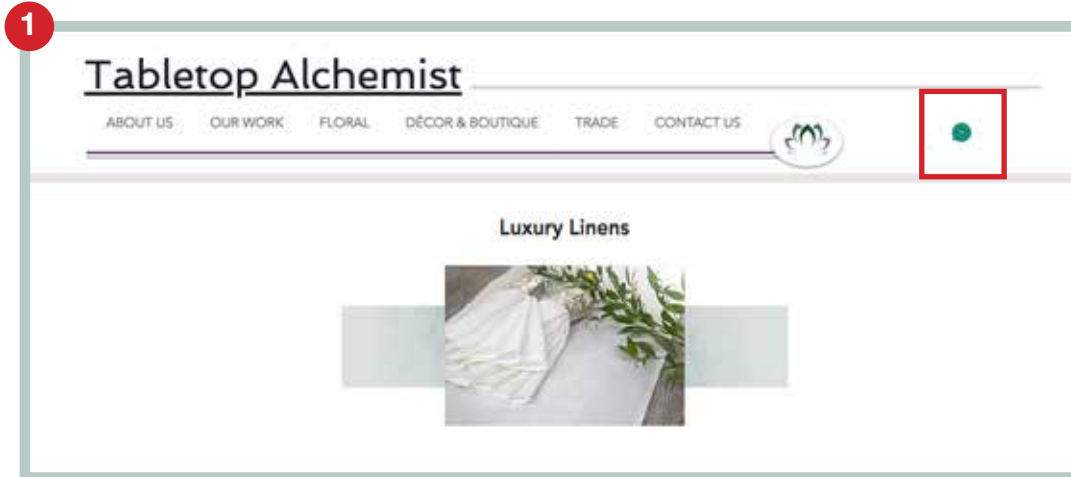 1
Tabletop Alchemist
ABOUT US OUR WORK FLORAL DÉCOR & BOUTIQUE TRADE CONTACT US
Luxury Linens